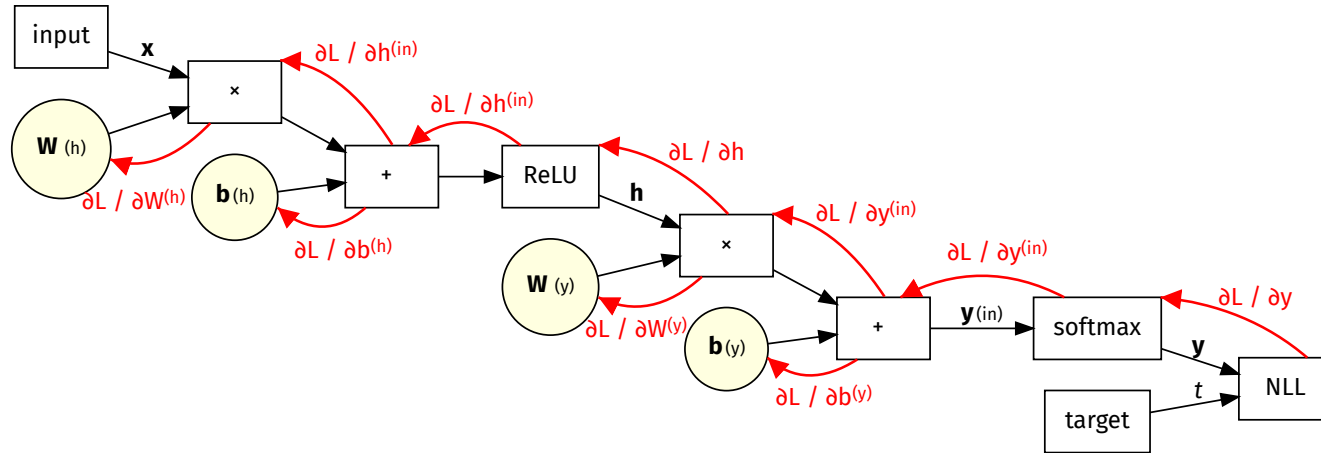 input
x
×
W (h)
∂L / ∂h(in)
∂L / ∂W(h)
b(h)
+
∂L / ∂b(h)
∂L / ∂h(in)
ReLU
h
∂L / ∂h
×
W (y)
∂L / ∂W(y)
∂L / ∂y(in)
b(y)
+
∂L / ∂b(y)
y(in)
∂L / ∂y(in)
softmax
y
∂L / ∂y
target
t
NLL